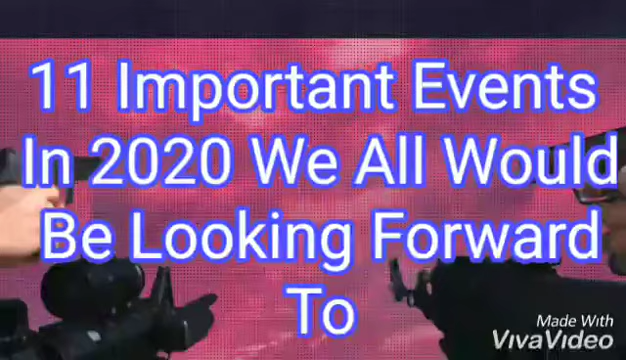 11 Important Events
In 2020 We All Would
Be Looking Forward
To
Made With
VivaVideo